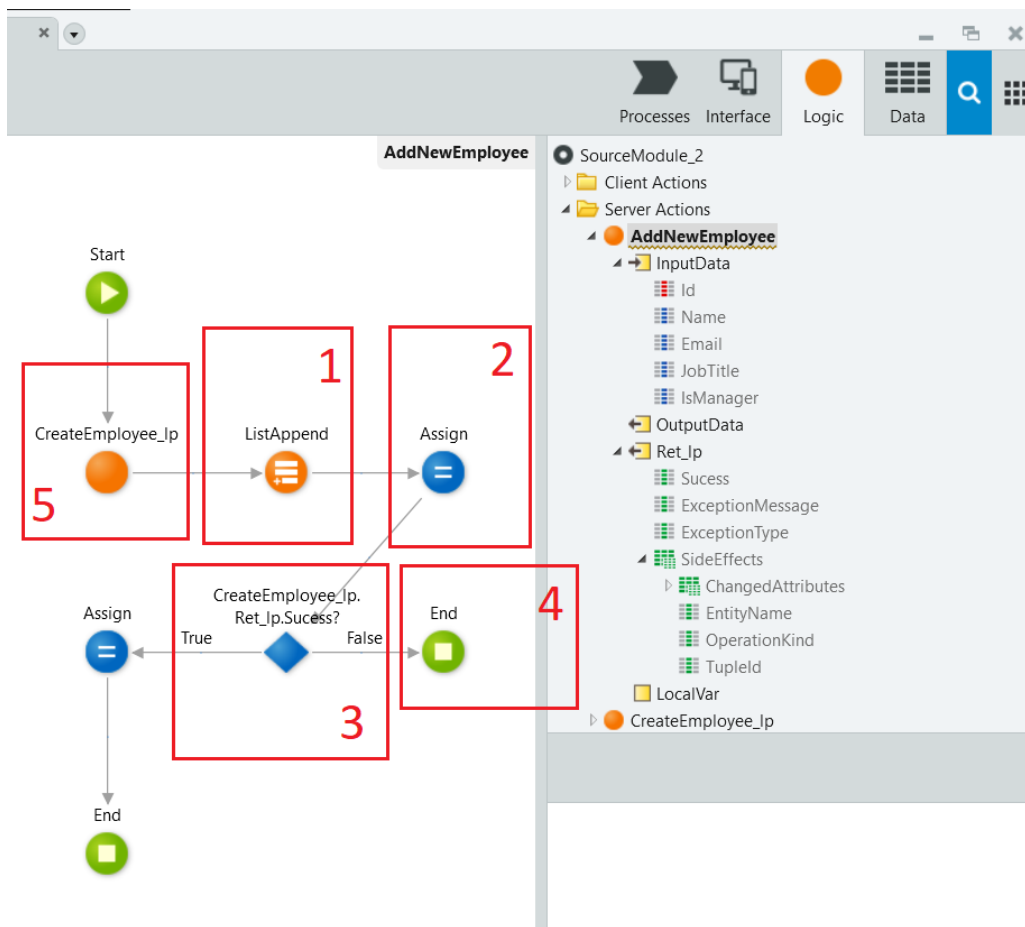 Processes
Interface
Logic
Data
AddNewEmployee
Start
CreateEmployee_Ip
5
ListAppend
1
Assign
2
CreateEmployee_Ip.
Ret_Ip.Sucess?
True
False
3
End
4
Assign
End
SourceModule_2
Client Actions
Server Actions
AddNewEmployee
InputData
Id
Name
Email
JobTitle
IsManager
OutputData
Ret_Ip
Sucess
ExceptionMessage
ExceptionType
SideEffects
ChangedAttributes
EntityName
OperationKind
TupleId
LocalVar
CreateEmployee_Ip